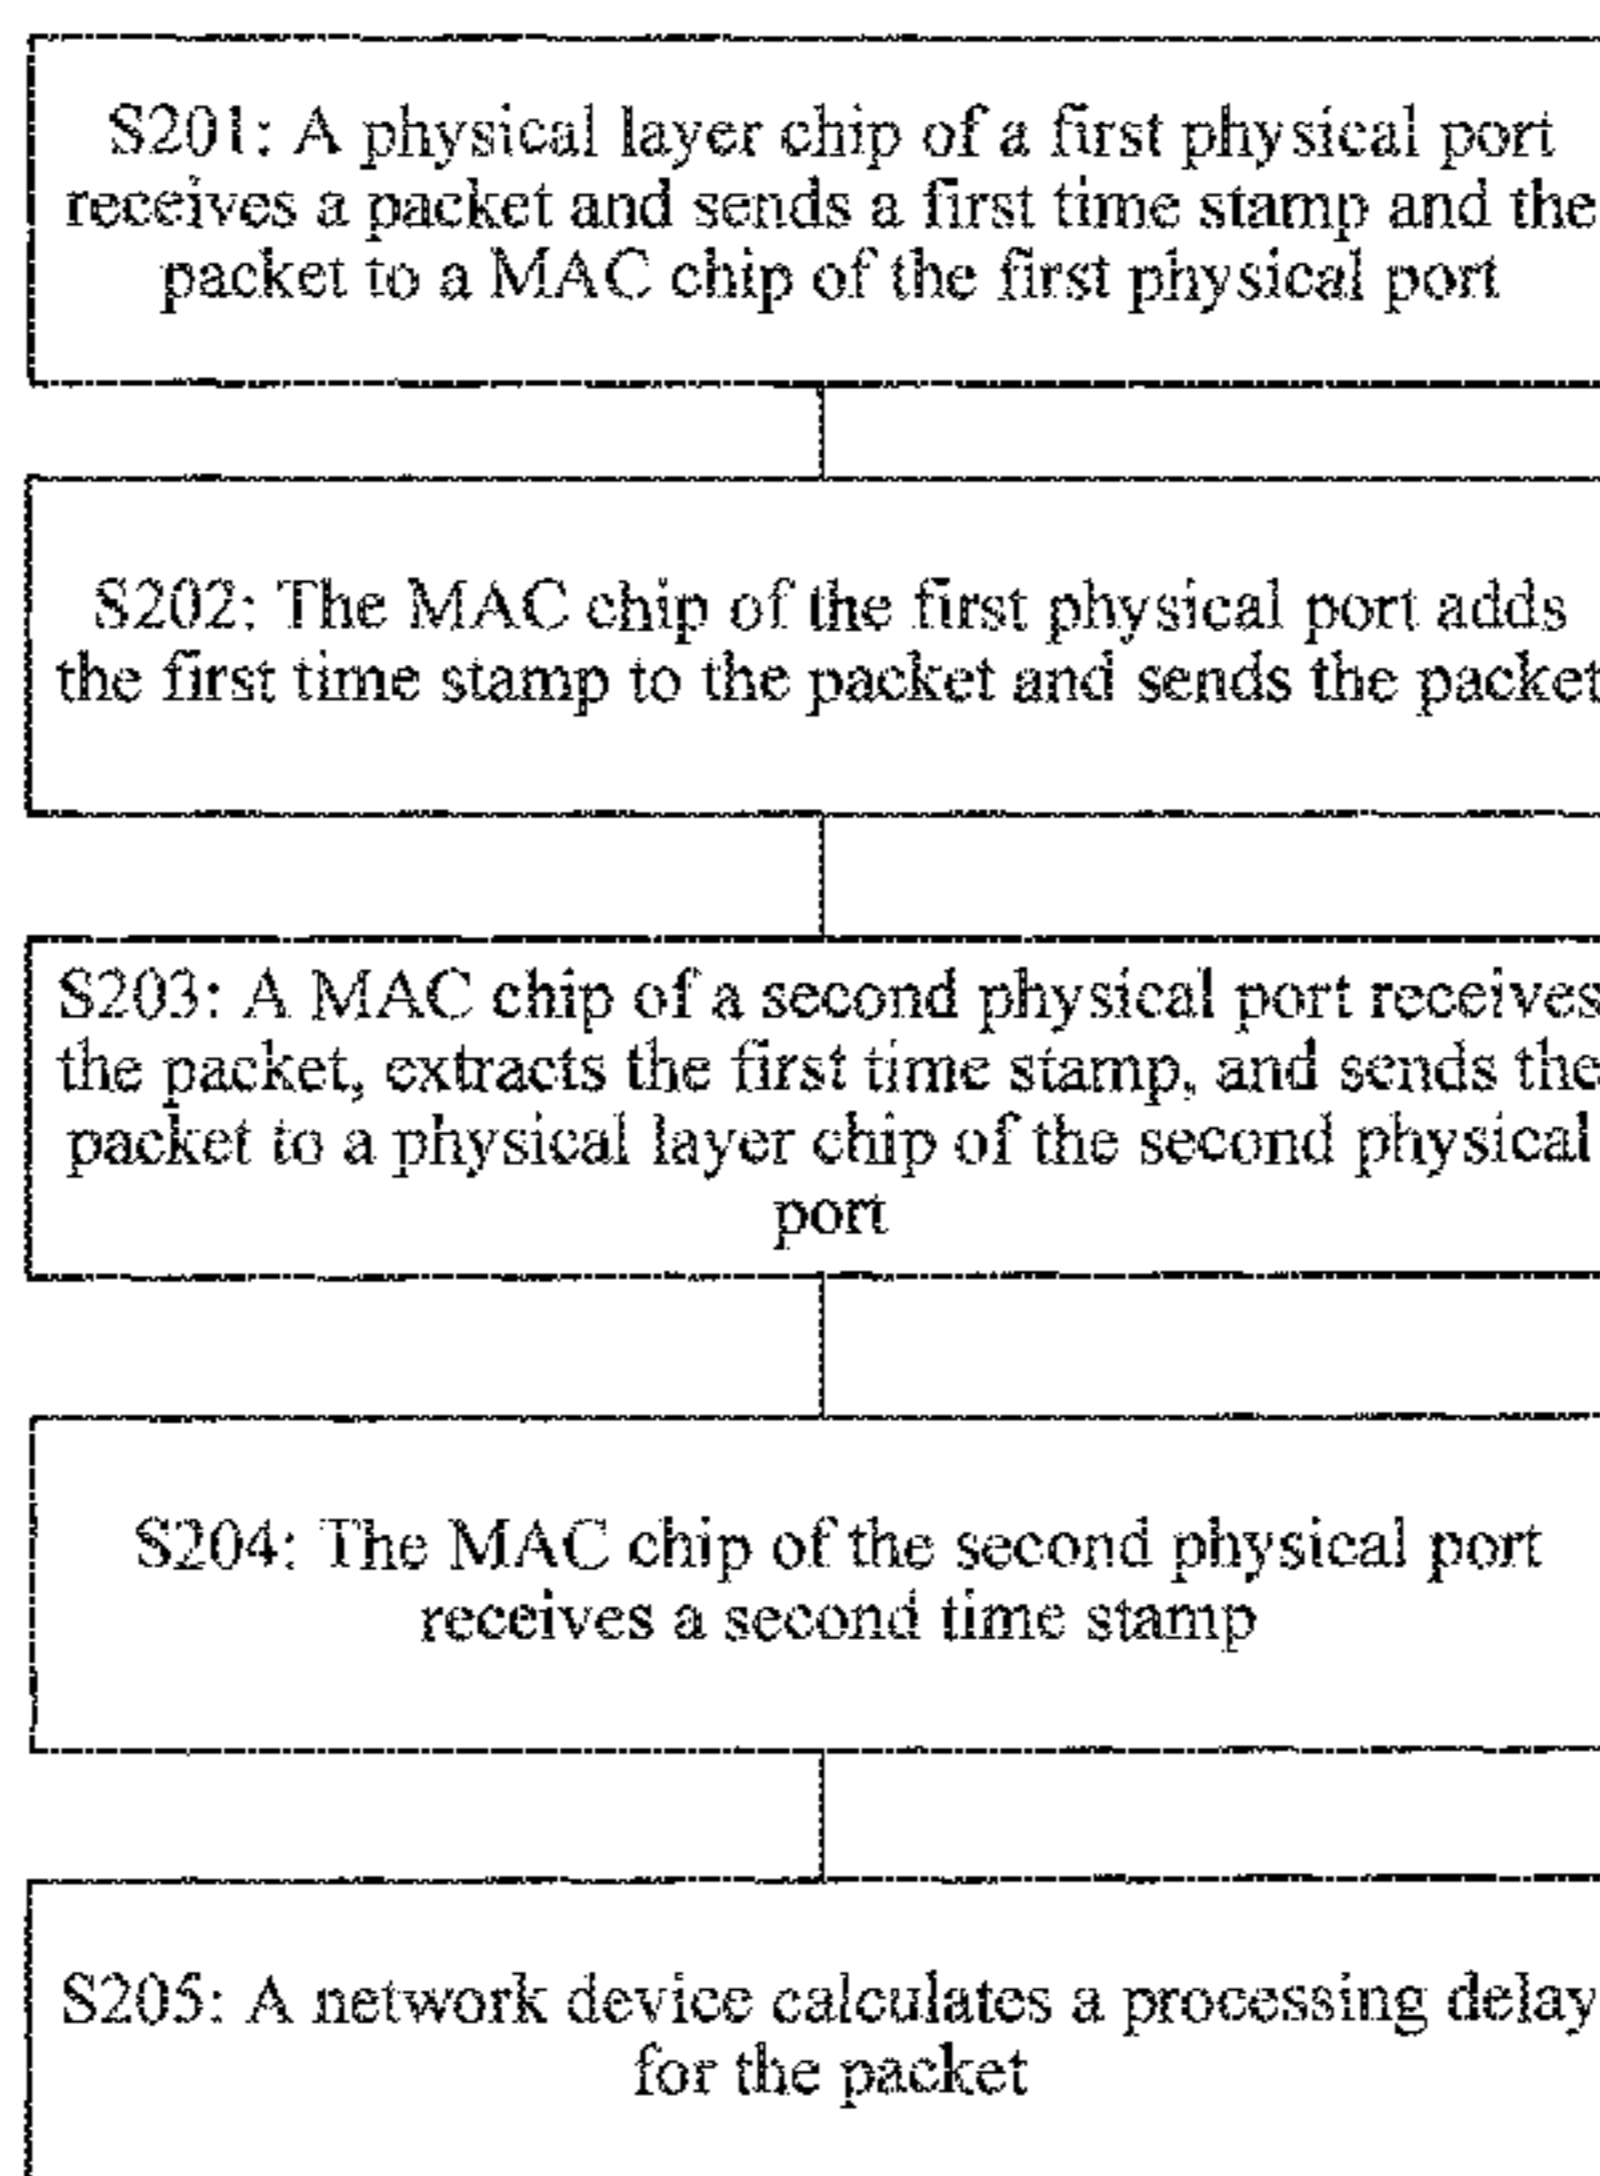 S201: A physical layer chip of a first physical port
receives a packet and sends a first time stamp and the
packet to a MAC chip of the first physical port
S202: The MAC chip of the first physical port adds
the first time stamp to the packet and sends the packet
S203: A MAC chip of a second physical port receives
the packet, extracts the first time stamp, and sends the
packet to a physical layer chip of the second physical
port
S204: The MAC chip of the second physical port
receives a second time stamp
S205: A network device calculates a processing delay
for the packet